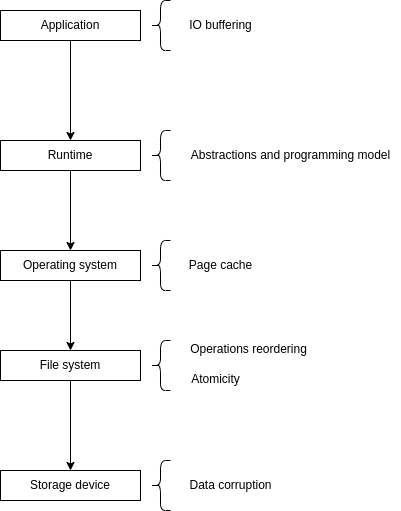 Application
IO buffering
Runtime
Abstractions and programming model
Operating system
Page cache
File system
Operations reordering
Atomicity
Storage device
Data corruption